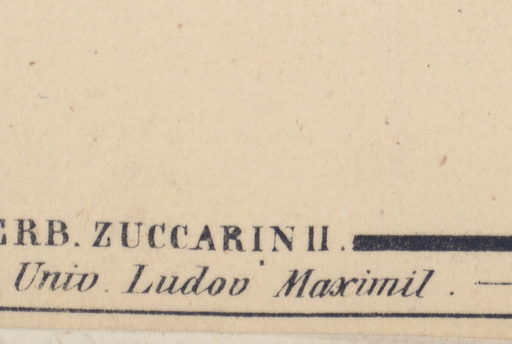 ERB. ZUCCARINII.
Univ. Ludov. Maximil.